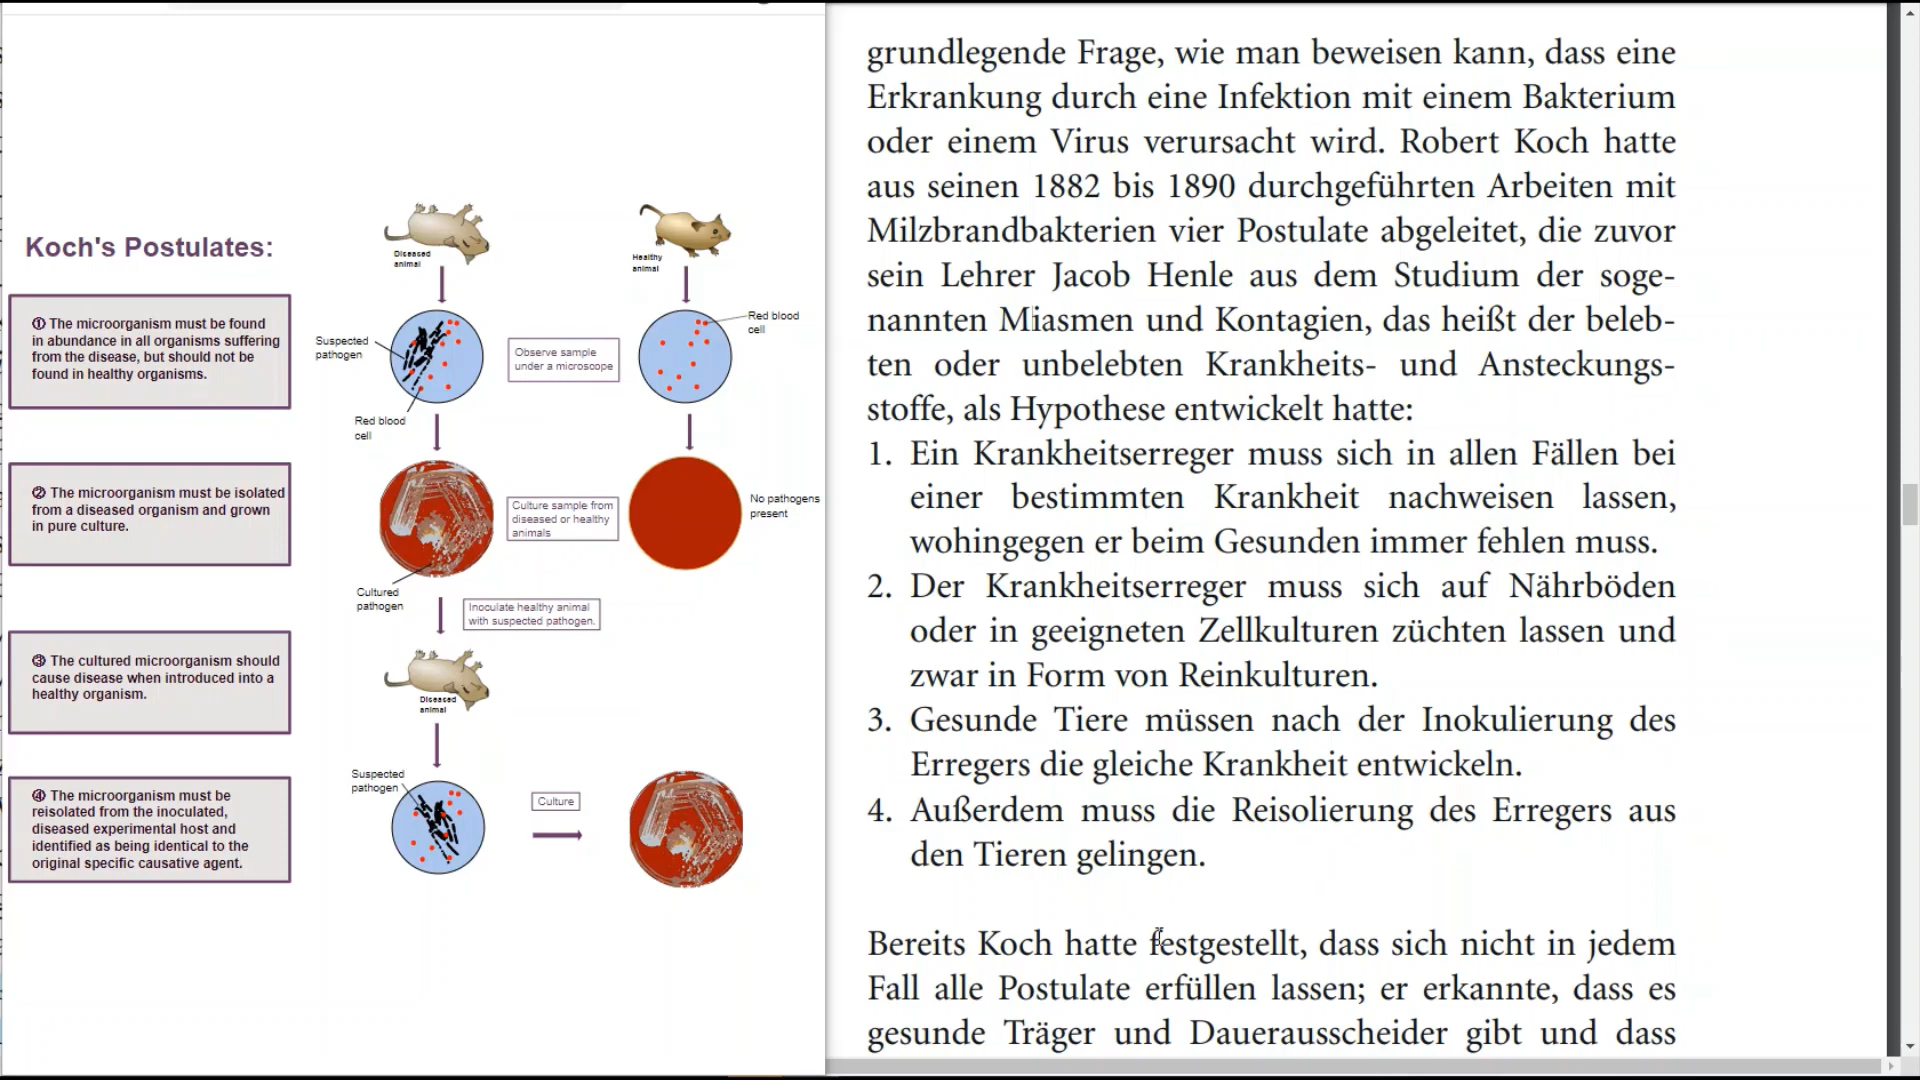 Koch's Postulates:
① The microorganism must be found
in abundance in all organisms suffering
from the disease, but should not be
found in healthy organisms.
② The microorganism must be isolated
from a diseased organism and grown
in pure culture.
③ The cultured microorganism should
cause disease when introduced into a
healthy organism.
④ The microorganism must be
reisolated from the inoculated,
diseased experimental host and
identified as being identical to the
original specific causative agent.
Diseased
animal
Healthy
animal
Suspected
pathogen
Red blood
cell
Observe sample
under a microscope
Red blood
cell
Culture sample from
diseased or healthy
animals
No pathogens
present
Cultured
pathogen
Inoculate healthy animal
with suspected pathogen.
Diseased
animal
Suspected
pathogen
Culture
grundlegende Frage, wie man beweisen kann, dass eine
Erkrankung durch eine Infektion mit einem Bakterium
oder einem Virus verursacht wird. Robert Koch hatte
aus seinen 1882 bis 1890 durchgeführten Arbeiten mit
Milzbrandbakterien vier Postulate abgeleitet, die zuvor
sein Lehrer Jacob Henle aus dem Studium der soge-
nannten Miasmen und Kontagien, das heißt der beleb-
ten oder unbelebten Krankheits- und Ansteckungs-
stoffe, als Hypothese entwickelt hatte:
1. Ein Krankheitserreger muss sich in allen Fällen bei
einer bestimmten Krankheit nachweisen lassen,
wohingegen er beim Gesunden immer fehlen muss.
2. Der Krankheitserreger muss sich auf Nährböden
oder in geeigneten Zellkulturen züchten lassen und
zwar in Form von Reinkulturen.
3. Gesunde Tiere müssen nach der Inokulierung des
Erregers die gleiche Krankheit entwickeln.
4. Außerdem muss die Reisolierung des Erregers aus
den Tieren gelingen.
Bereits Koch hatte festgestellt, dass sich nicht in jedem
Fall alle Postulate erfüllen lassen; er erkannte, dass es
gesunde Träger und Dauerausscheider gibt und dass